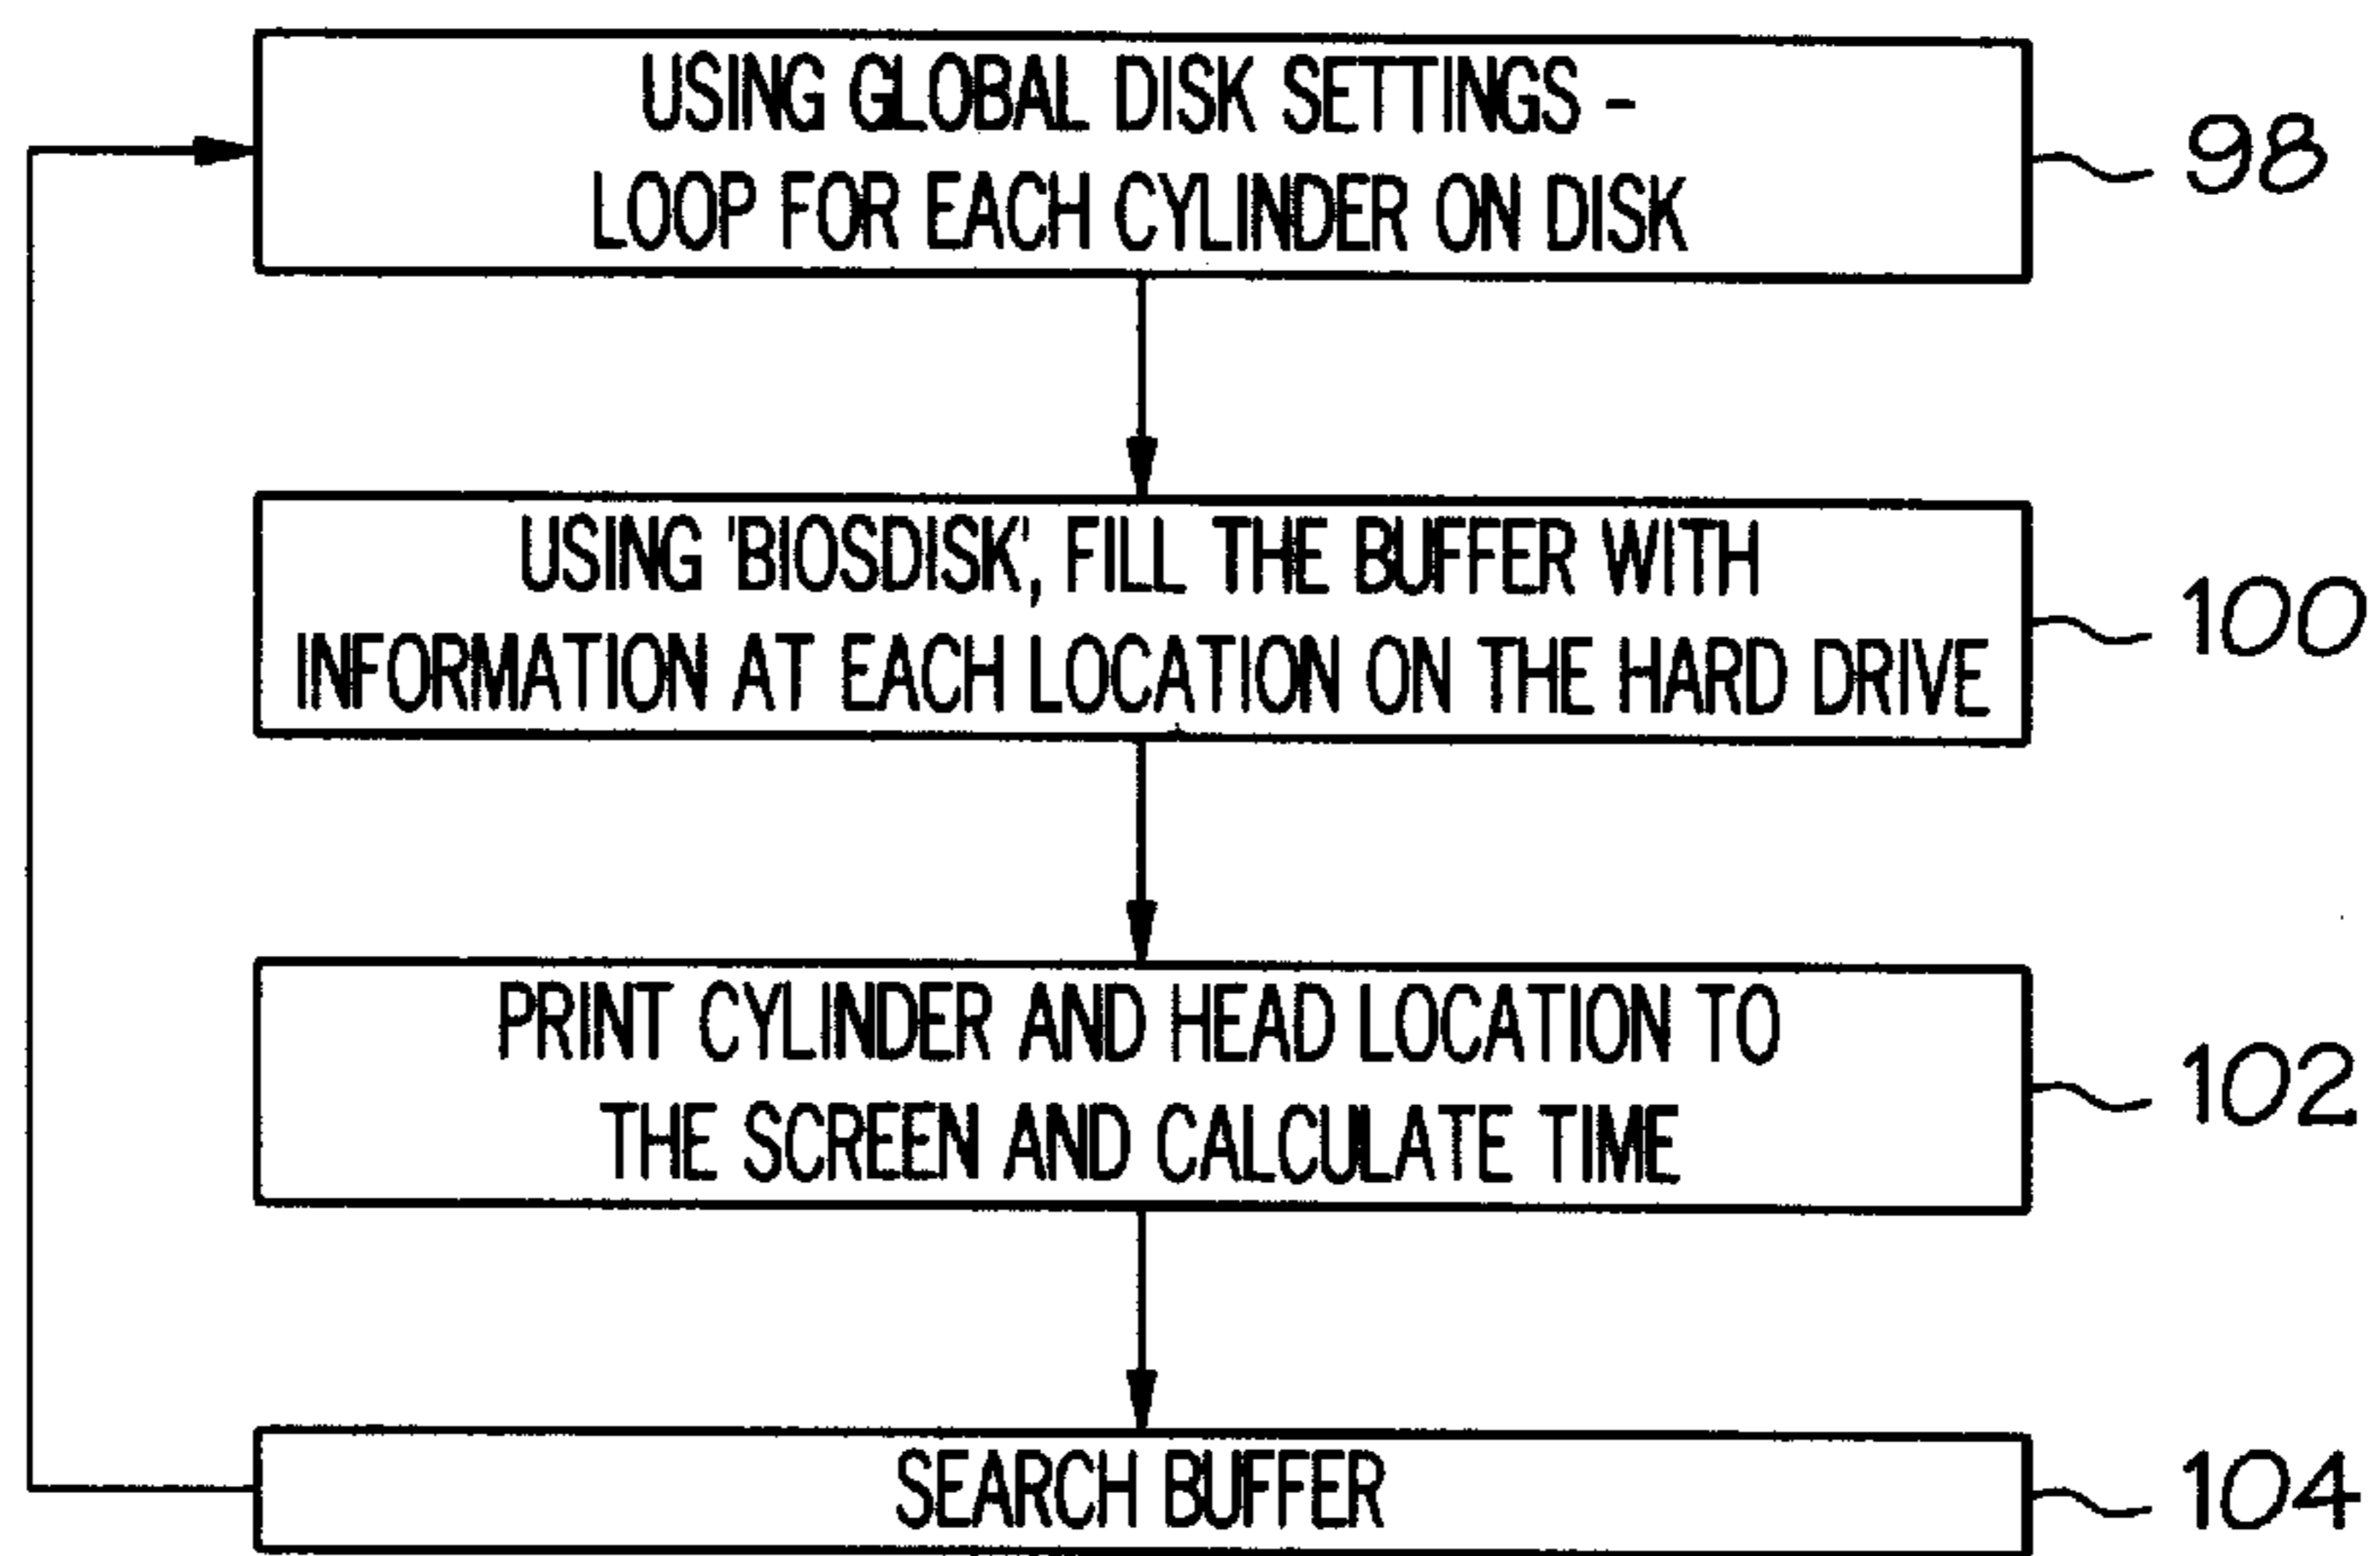 USING GLOBAL DISK SETTINGS -
LOOP FOR EACH CYLINDER ON DISK
98
USING 'BIOSDISK', FILL THE BUFFER WITH
INFORMATION AT EACH LOCATION ON THE HARD DRIVE
100
PRINT CYLINDER AND HEAD LOCATION TO
THE SCREEN AND CALCULATE TIME
102
SEARCH BUFFER
104